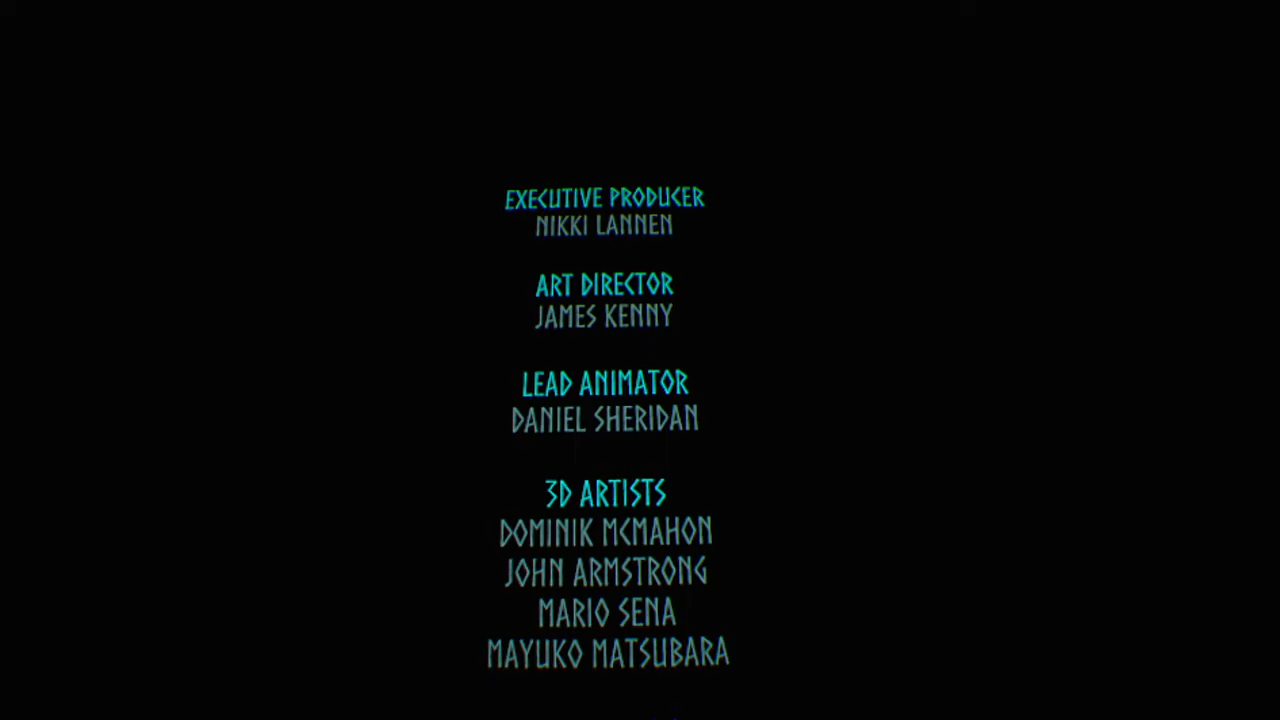 EXECUTIVE PRODUCER
NIKKI LANNEN
ART DIRECTOR
JAMES KENNY
LEAD ANIMATOR
DANIEL SHERIDAN
3D ARTISTS
DOMINIK MCMAHON
JOHN ARMSTRONG
MARIO SENA
MAYUKO MATSUBARA